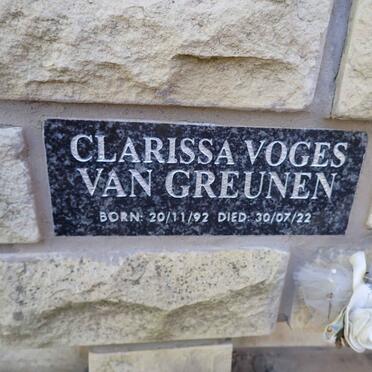 CLARISSA VOGES
VAN GREUNEN
BORN: 20/11/92 DIED: 30/07/22